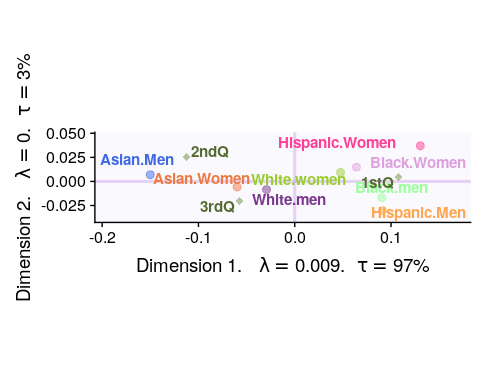 Dimension 2.   λ = 0.   τ = 3%
0.050
0.025
0.000
-0.025
Hispanic.Women
2ndQ
Asian.Men
Black.Women
Asian.Women
White.women
1stQ
Black.men
White.men
3rdQ
Hispanic.Men
-0.2
-0.1
0.0
0.1
Dimension 1.   λ = 0.009.   τ = 97%